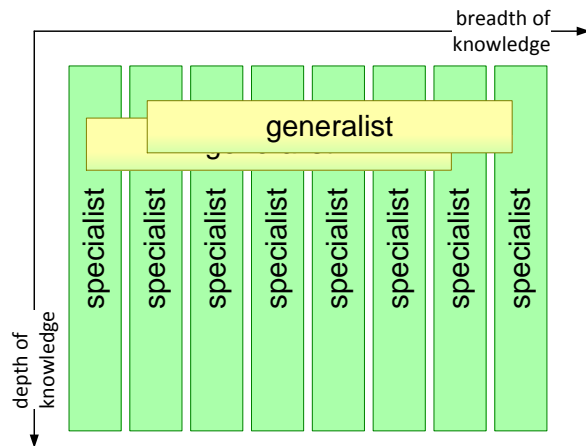 breadth of
knowledge
generalist
specialist
specialist
specialist
specialist
specialist
specialist
specialist
specialist
depth of
knowledge